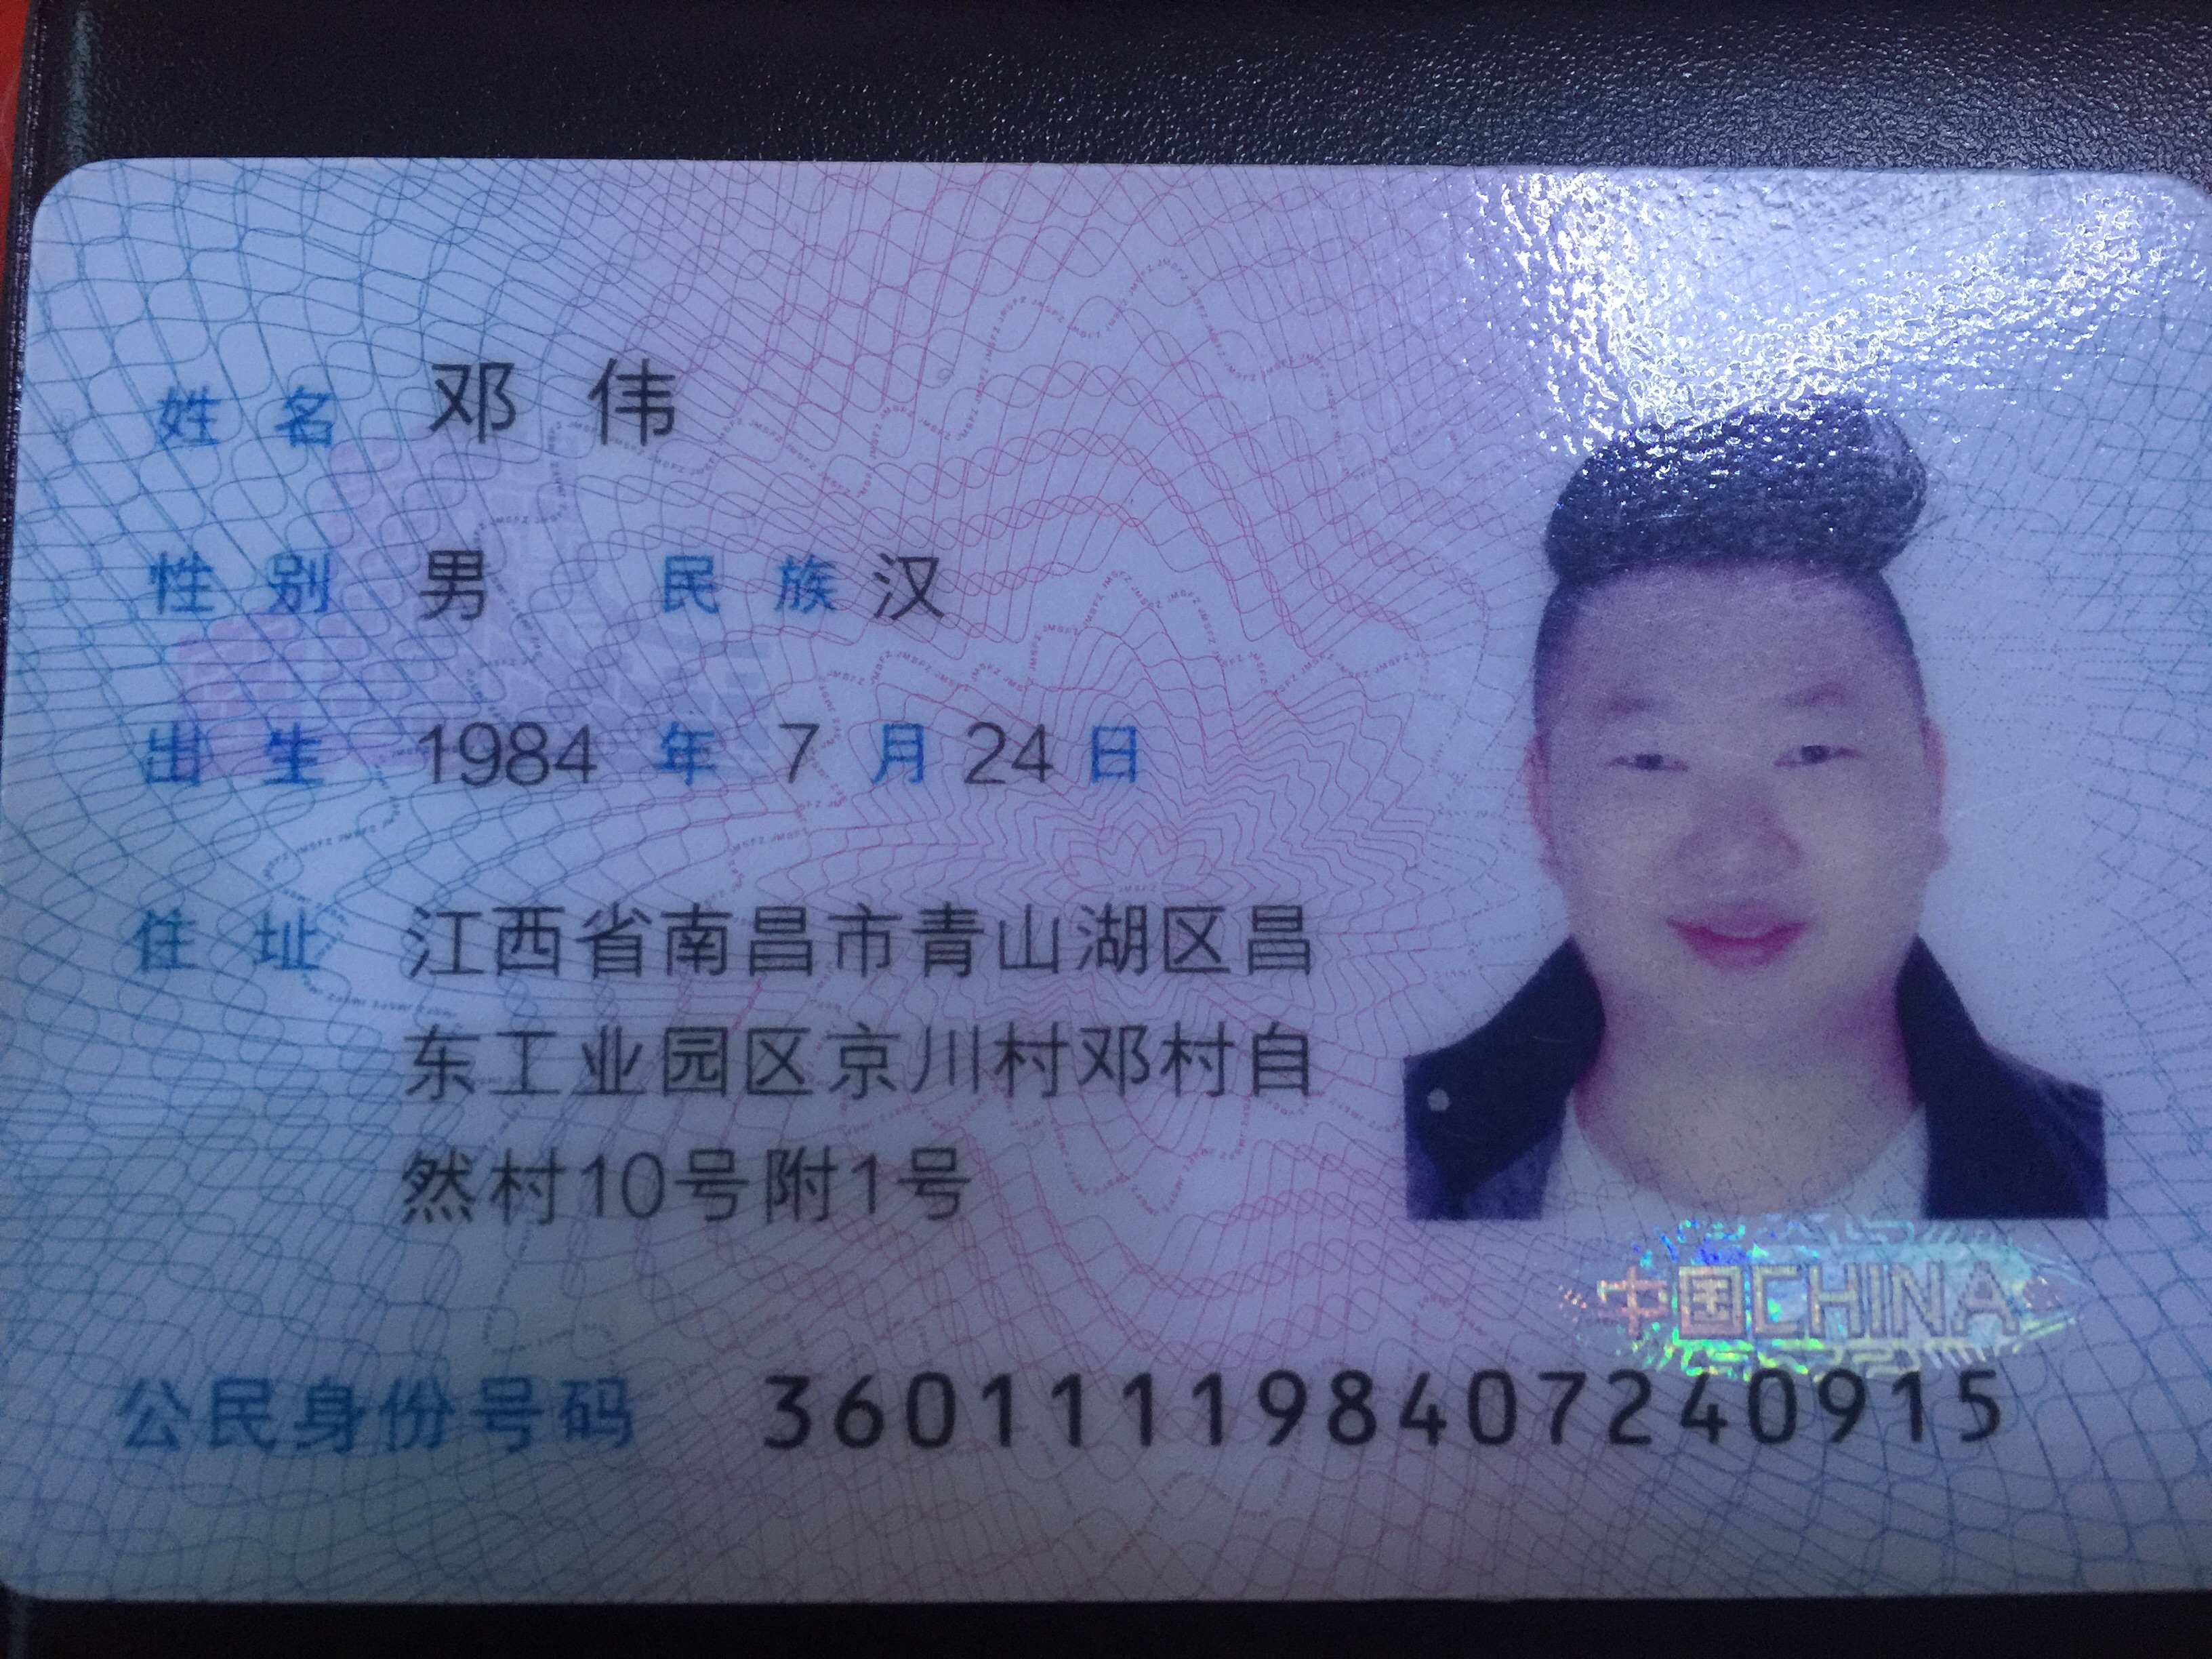 姓名 邓伟
性别 男 民族 汉
出生 1984 年 7 月 24 日
住址 江西省南昌市青山湖区昌
东工业园区京川村邓村自
然村10号附1号
中国CHINA
公民身份号码 360111198407240915